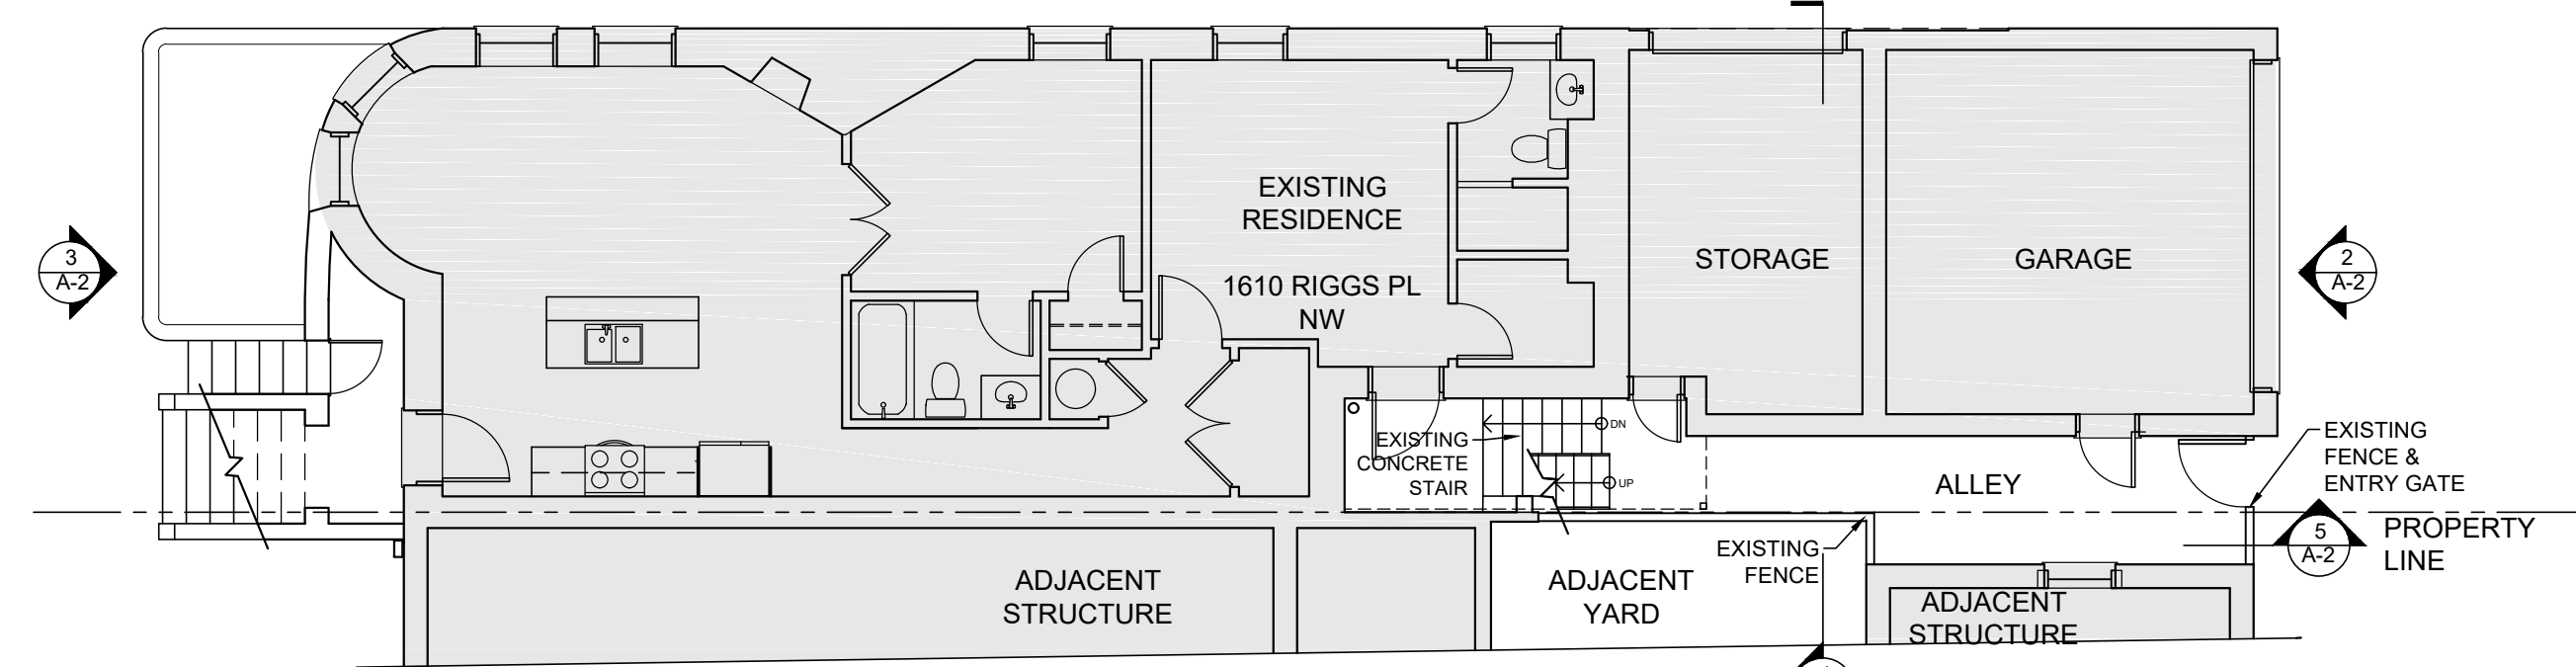 EXISTING
RESIDENCE
1610 RIGGS PL
NW
STORAGE
GARAGE
3
A-2
2
A-2
DN
UP
EXISTING
CONCRETE
STAIR
ALLEY
EXISTING
FENCE &
ENTRY GATE
5
A-2
PROPERTY
LINE
EXISTING
FENCE
ADJACENT
STRUCTURE
ADJACENT
YARD
ADJACENT
STRUCTURE